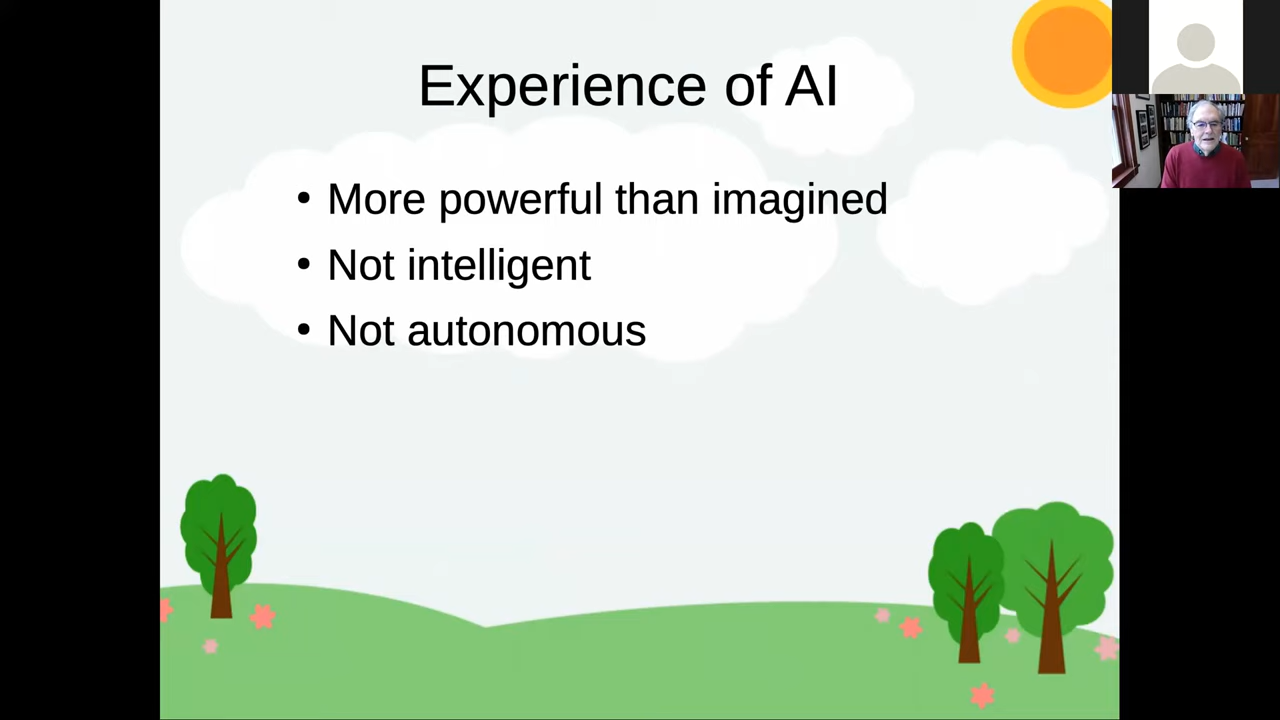 Experience of AI
• More powerful than imagined
• Not intelligent
• Not autonomous